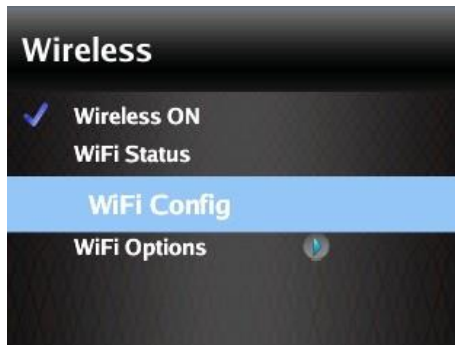 Wireless
Wireless ON
WiFi Status
WiFi Config
WiFi Options